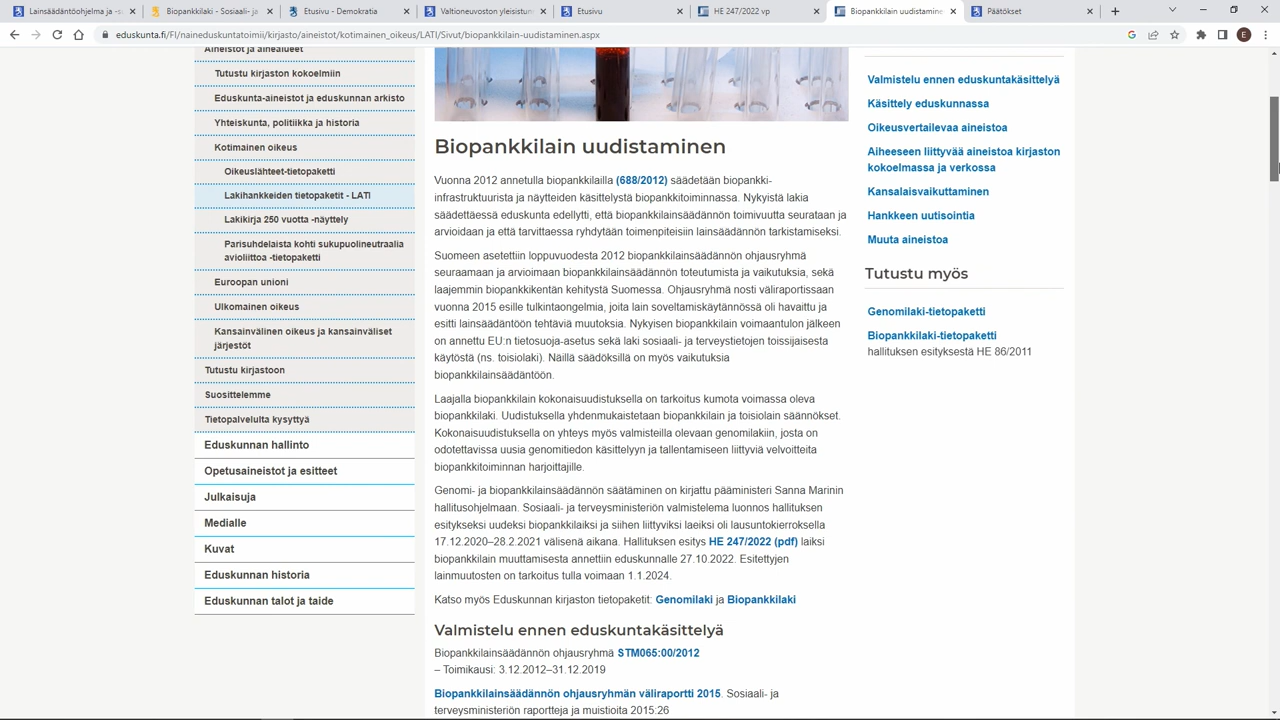 Lainsäädäntöohjelma ja -s
Biopankkilaki - Sosiaali- ja
Etusivu - Demokratia
Valtioneuvoston yleisistun
Etusivu
HE 247/2022 vp
Biopankkilain uudistamine
Päätökset
eduskunta.fi/FI/naineduskuntatoimii/kirjasto/aineistot/kotimainen_oikeus/LATI/Sivut/biopankkilain-uudistaminen.aspx
E
Aineistot ja aihealueet
Tutustu kirjaston kokoelmiin
Eduskunta-aineistot ja eduskunnan arkisto
Yhteiskunta, politiikka ja historia
Kotimainen oikeus
Oikeuslähteet-tietopaketti
Lakihankkeiden tietopaketit - LATI
Lakikirja 250 vuotta -näyttely
Parisuhdelaista kohti sukupuolineutraalia
avioliittoa -tietopaketti
Euroopan unioni
Ulkomainen oikeus
Kansainvälinen oikeus ja kansainväliset
järjestöt
Tutustu kirjastoon
Suosittelemme
Tietopalvelulta kysyttyä
Eduskunnan hallinto
Opetusaineistot ja esitteet
Julkaisuja
Medialle
Kuvat
Eduskunnan historia
Eduskunnan talot ja taide
Biopankkilain uudistaminen
Vuonna 2012 annetulla biopankkilailla (688/2012) säädetään biopankki-
infrastruktuurista ja näytteiden käsittelystä biopankkitoiminnassa. Nykyistä lakia
säädettäessä eduskunta edellytti, että biopankkilainsäädännön toimivuutta seurataan ja
arvioidaan ja että tarvittaessa ryhdytään toimenpiteisiin lainsäädännön tarkistamiseksi.
Suomeen asetettiin loppuvuodesta 2012 biopankkilainsäädännön ohjausryhmä
seuraamaan ja arvioimaan biopankkilainsäädännön toteutumista ja vaikutuksia, sekä
laajemmin biopankkikentän kehitystä Suomessa. Ohjausryhmä nosti väliraportissaan
vuonna 2015 esille tulkintaongelmia, joita lain soveltamiskäytännössä oli havaittu ja
esitti lainsäädäntöön tehtäviä muutoksia. Nykyisen biopankkilain voimaantulon jälkeen
on annettu EU:n tietosuoja-asetus sekä laki sosiaali- ja terveystietojen toissijaisesta
käytöstä (ns. toisiolaki). Näillä säädöksillä on myös vaikutuksia
biopankkilainsäädäntöön.
Laajalla biopankkilain kokonaisuudistuksella on tarkoitus kumota voimassa oleva
biopankkilaki. Uudistuksella yhdenmukaistetaan biopankkilain ja toisiolain säännökset.
Kokonaisuudistuksella on yhteys myös valmisteilla olevaan genomilakiin, josta on
odotettavissa uusia genomitiedon käsittelyyn ja tallentamiseen liittyviä velvoitteita
biopankkitoiminnan harjoittajille.
Genomi- ja biopankkilainsäädännön säätäminen on kirjattu pääministeri Sanna Marinin
hallitusohjelmaan. Sosiaali- ja terveysministeriön valmistelema luonnos hallituksen
esitykseksi uudeksi biopankkilaiksi ja siihen liittyviksi laeiksi oli lausuntokierroksella
17.12.2020–28.2.2021 välisenä aikana. Hallituksen esitys HE 247/2022 (pdf) laiksi
biopankkilain muuttamisesta annettiin eduskunnalle 27.10.2022. Esitettyjen
lainmuutosten on tarkoitus tulla voimaan 1.1.2024.
Katso myös Eduskunnan kirjaston tietopaketit: Genomilaki ja Biopankkilaki
Valmistelu ennen eduskuntakäsittelyä
Biopankkilainsäädännön ohjausryhmä STM065:00/2012
– Toimikausi: 3.12.2012–31.12.2019
Biopankkilainsäädännön ohjausryhmän väliraportti 2015. Sosiaali- ja
terveysministeriön raportteja ja muistioita 2015:26
Valmistelu ennen eduskuntakäsittelyä
Käsittely eduskunnassa
Oikeusvertailevaa aineistoa
Aiheeseen liittyvää aineistoa kirjaston
kokoelmassa ja verkossa
Kansalaisvaikuttaminen
Hankkeen uutisointia
Muuta aineistoa
Tutustu myös
Genomilaki-tietopaketti
Biopankkilaki-tietopaketti
hallituksen esityksestä HE 86/2011